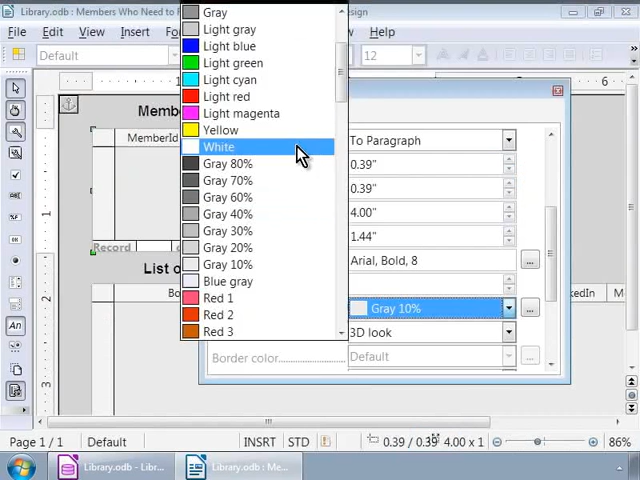 Library.odb : Members Who Need to R
sign
File Edit View Insert
Help
Default
12
6
Memb
MemberId
Record
c
List o
Bo
kedIn
M
Gray
Light gray
Light blue
Light green
Light cyan
Light red
Light magenta
Yellow
White
Gray 80%
Gray 70%
Gray 60%
Gray 40%
Gray 30%
Gray 20%
Gray 10%
Blue gray
Red 1
Red 2
Red 3
To Paragraph
0.39"
0.39"
4.00"
1.44"
Arial, Bold, 8
Gray 10%
3D look
Border color..................... Default
Page 1 / 1 Default INSRT STD 0.39 / 0.39 4.00 x 1 86%
Library.odb - Libr...
Library.odb : Me...